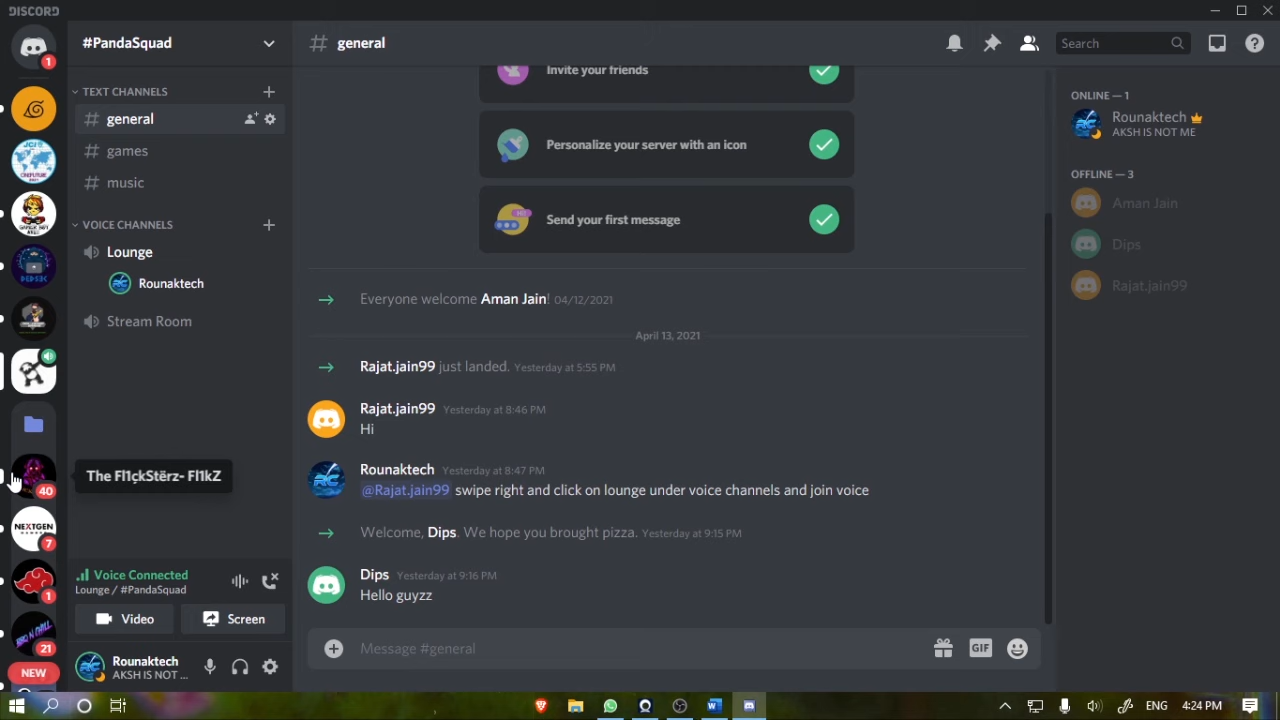 DISCORD
1
#PandaSquad
general
Search
TEXT CHANNELS
general
games
music
VOICE CHANNELS
Lounge
Rounaktech
Stream Room
The Fl1çkStërz- Fl1kZ
40
NEXTGEN
7
1
21
NEW
Voice Connected
Lounge / #PandaSquad
Video
Screen
Rounaktech
AKSH IS NOT ...
Invite your friends
Personalize your server with an icon
Send your first message
Everyone welcome Aman Jain! 04/12/2021
April 13, 2021
Rajat.jain99 just landed. Yesterday at 5:55 PM
Rajat.jain99 Yesterday at 8:46 PM
Hi
Rounaktech Yesterday at 8:47 PM
@Rajat.jain99 swipe right and click on lounge under voice channels and join voice
Welcome, Dips. We hope you brought pizza. Yesterday at 9:15 PM
Dips Yesterday at 9:16 PM
Hello guyzz
Message #general
GIF
ONLINE — 1
Rounaktech
AKSH IS NOT ME
OFFLINE — 3
Aman Jain
Dips
Rajat.jain99
ENG 4:24 PM